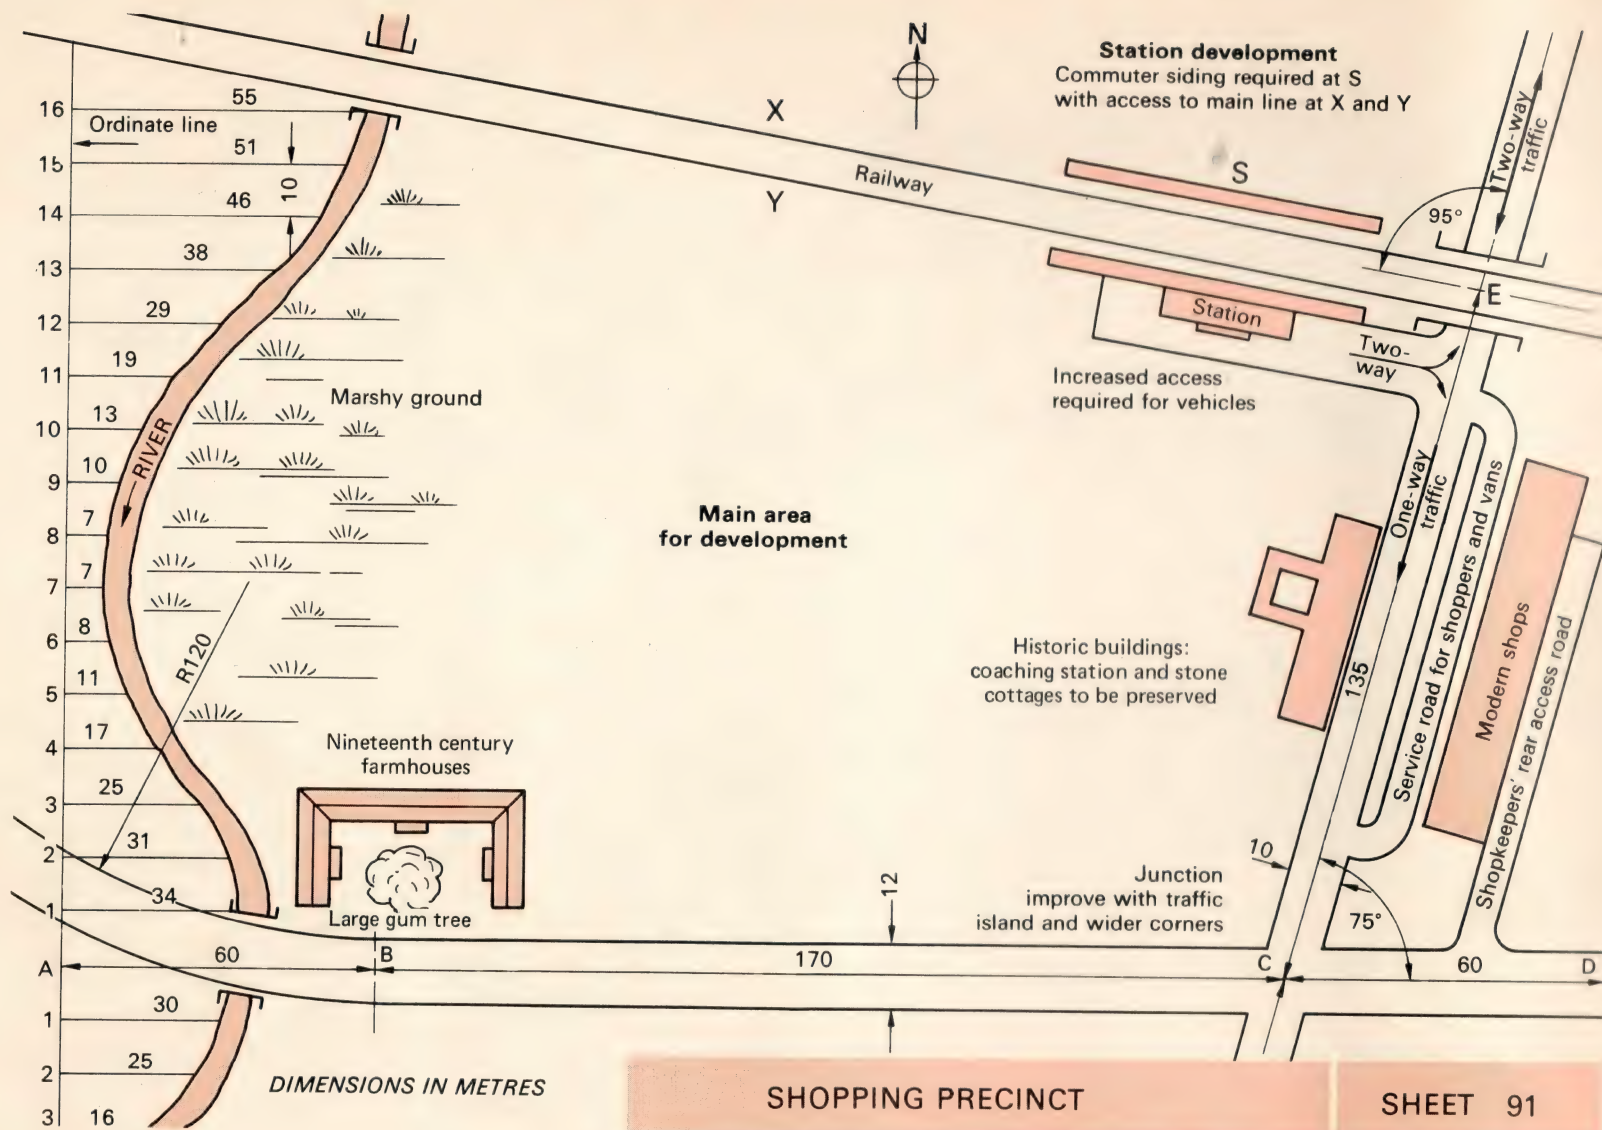 N
Station development
Commuter siding required at S
with access to main line at X and Y
16
55
Ordinate line
15
51
10
14
46
13
38
12
29
11
19
10
13
9
10
8
7
7
7
6
8
5
11
4
17
3
25
2
31
1
34
A
60
B
170
C
60
D
1
30
2
25
3
16
RIVER
R120
Marshy ground
X
Y
Railway
S
95°
Two-way
traffic
E
Station
Two-
way
Increased access
required for vehicles
Main area
for development
One-way
traffic
Service road for shoppers and vans
Modern shops
Shopkeepers' rear access road
135
Historic buildings:
coaching station and stone
cottages to be preserved
Nineteenth century
farmhouses
Large gum tree
12
10
75°
Junction
improve with traffic
island and wider corners
DIMENSIONS IN METRES
SHOPPING PRECINCT
SHEET 91